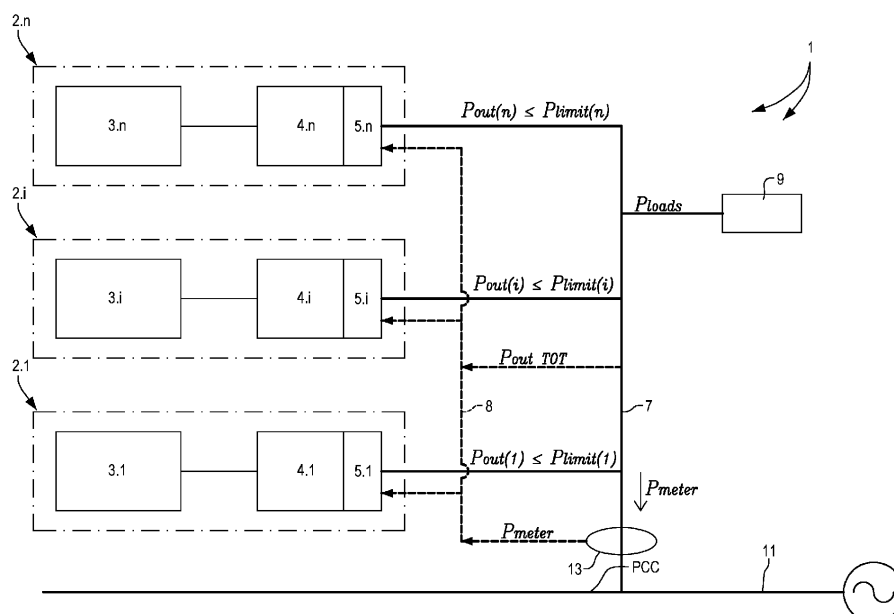 2.n
1
3.n
4.n
5.n
Pout(n) ≤ Plimit(n)
9
Ploads
2.i
3.i
4.i
5.i
Pout(i) ≤ Plimit(i)
Pout TOT
2.1
8
7
3.1
4.1
5.1
Pout(1) ≤ Plimit(1)
Pmeter
Pmeter
13
PCC
11